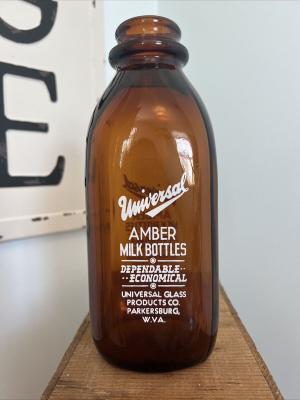 E
Universal
AMBER
MILK BOTTLES
DEPENDABLE··
··ECONOMICAL
UNIVERSAL GLASS
PRODUCTS CO.
PARKERSBURG,
W.VA.